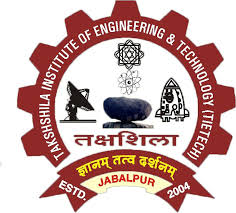 TAKSHSHILA INSTITUTE OF ENGINEERING & TECHNOLOGY (TIETECH)
तक्षशिला
ज्ञानम् तत्व दर्शनम्
ESTD. JABALPUR 2004